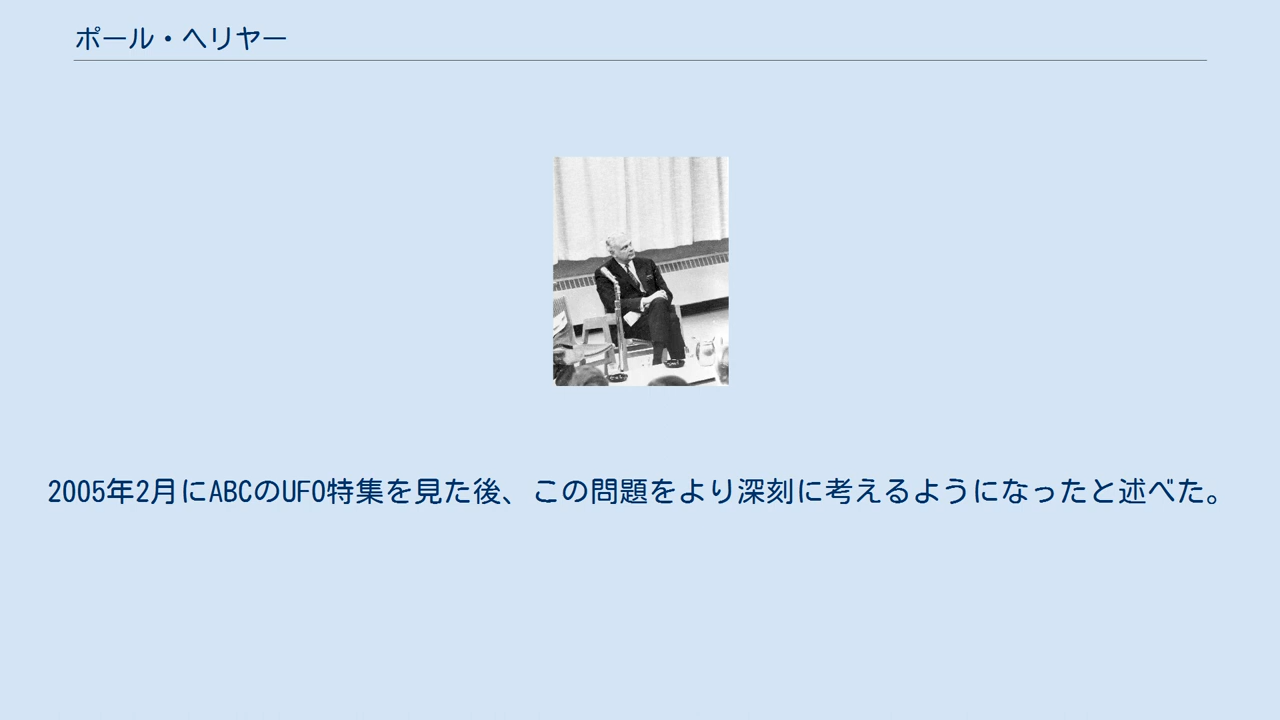 ポール・ヘリヤー
2005年2月にABCのUFO特集を見た後、この問題をより深刻に考えるようになったと述べた。